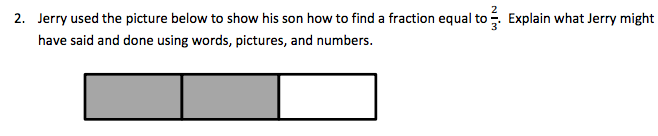 2. Jerry used the picture below to show his son how to find a fraction equal to 2/3. Explain what Jerry might
have said and done using words, pictures, and numbers.